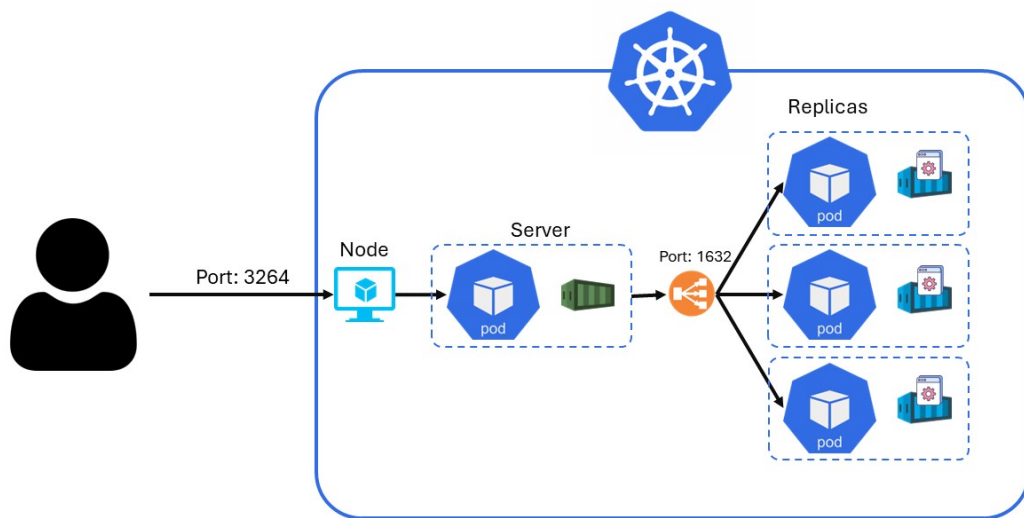 Replicas
pod
Server
Node
Port: 1632
Port: 3264
pod
pod
pod